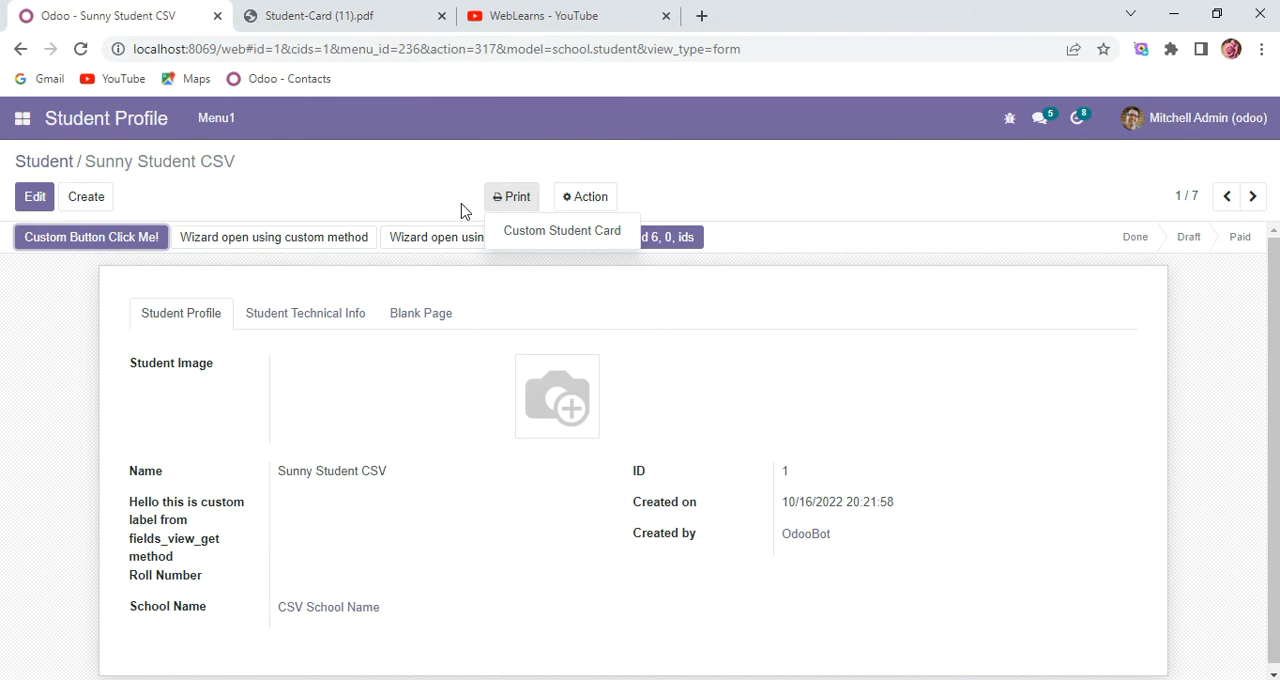 Odoo - Sunny Student CSV
Student-Card (11).pdf
WebLearns - YouTube
localhost:8069/web#id=1&cids=1&menu_id=236&action=317&model=school.student&view_type=form
Gmail
YouTube
Maps
Odoo - Contacts
Student Profile
Menu1
5
8
Mitchell Admin (odoo)
Student / Sunny Student CSV
Edit
Create
Print
Action
1 / 7
Custom Student Card
Custom Button Click Me!
Wizard open using custom method
Wizard open usin
d 6, 0, ids
Done
Draft
Paid
Student Profile
Student Technical Info
Blank Page
Student Image
Name
Sunny Student CSV
ID
1
Hello this is custom
label from
fields_view_get
method
Created on
10/16/2022 20:21:58
Created by
OdooBot
Roll Number
School Name
CSV School Name